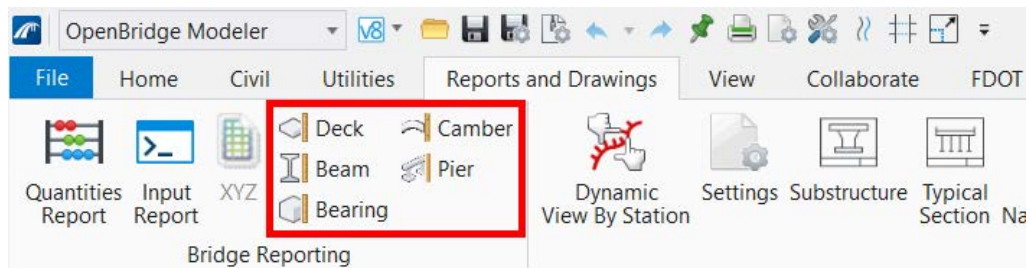 OpenBridge Modeler
V8
File Home Civil Utilities Reports and Drawings View Collaborate FDOT
Quantities
Report
Input
Report
XYZ
Deck
Beam
Bearing
Camber
Pier
Bridge Reporting
Dynamic
View By Station
Settings
Substructure
Typical
Section
Na